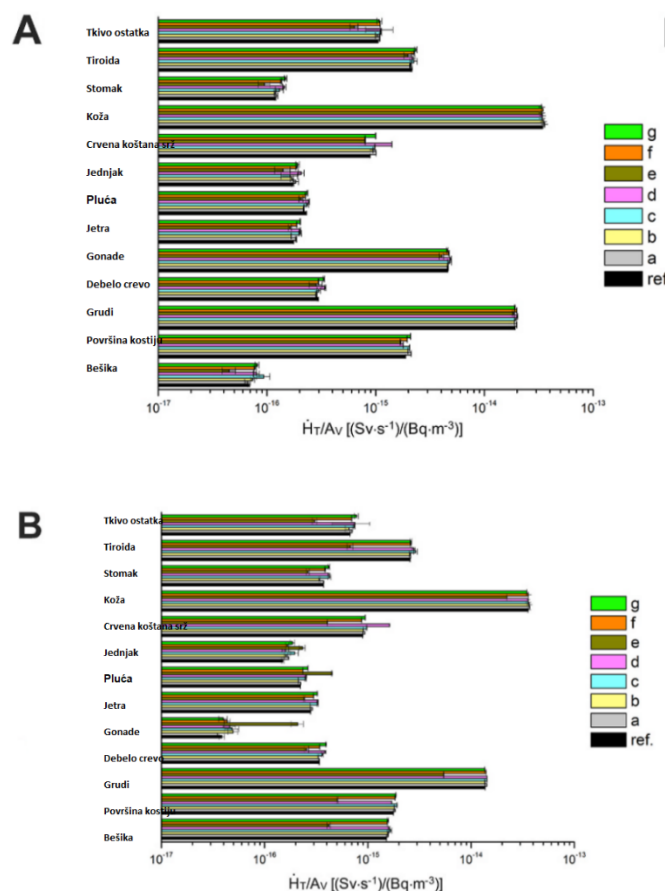 A
Tkivo ostatka
Tiroida
Stomak
Koža
Crvena koštana srž
Jednjak
Pluća
Jetra
Gonade
Debelo crevo
Grudi
Površina kostiju
Bešika
g
f
e
d
c
b
a
ref.
10⁻¹⁷ 10⁻¹⁶ 10⁻¹⁵ 10⁻¹⁴ 10⁻¹³
Ḣ_T/A_V [(Sv·s⁻¹)/(Bq·m⁻³)]
B
Tkivo ostatka
Tiroida
Stomak
Koža
Crvena koštana srž
Jednjak
Pluća
Jetra
Gonade
Debelo crevo
Grudi
Površina kostiju
Bešika
g
f
e
d
c
b
a
ref.
10⁻¹⁷ 10⁻¹⁶ 10⁻¹⁵ 10⁻¹⁴ 10⁻¹³
Ḣ_T/A_V [(Sv·s⁻¹)/(Bq·m⁻³)]